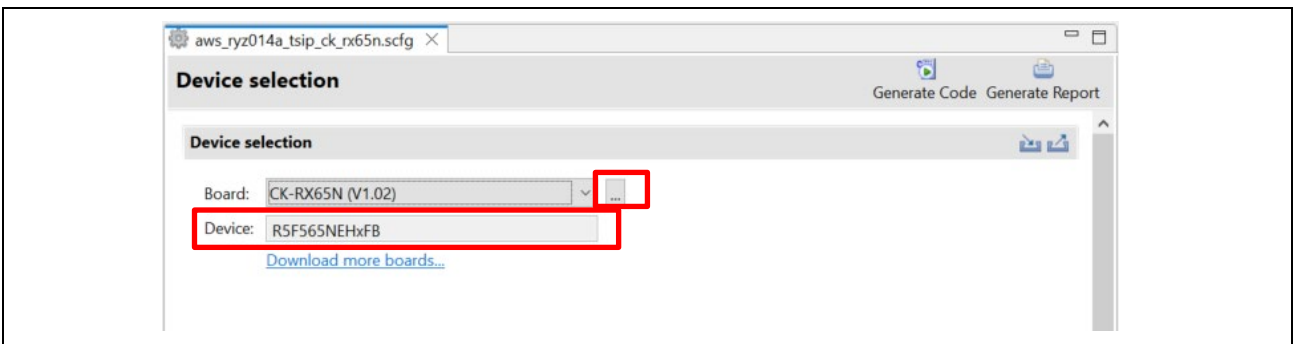 aws_ryz014a_tsip_ck_rx65n.scfg
Device selection
Generate Code Generate Report
Device selection
Board: CK-RX65N (V1.02) ...
Device: R5F565NEHxFB
Download more boards...